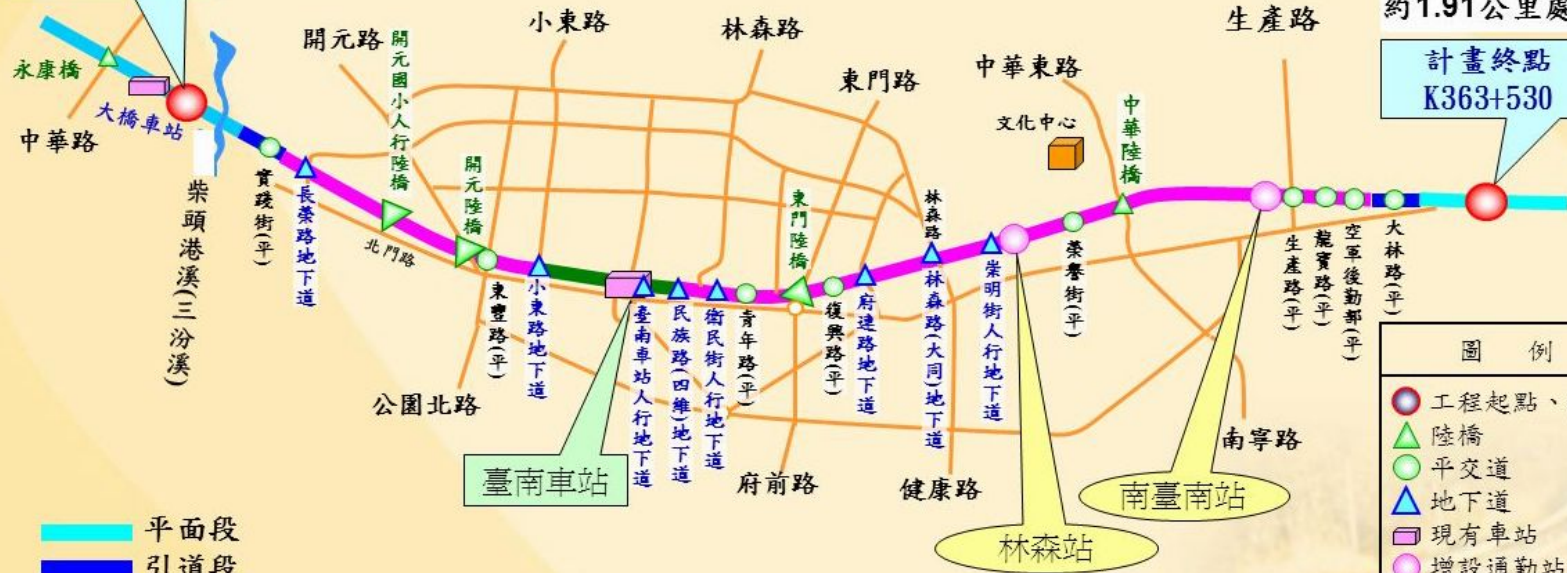 約1.91公里處
計畫終點
K363+530
永康橋
大橋車站
中華路
柴頭港溪(三汾溪)
實踐街(平)
長榮路地下道
開元路
開元國小人行陸橋
北門路
開元陸橋
東豐路(平)
公園北路
小東路
小東路地下道
臺南車站
臺南車站人行地下道
民族路(四維)地下道
衛民街人行地下道
林森路
青年路(平)
東門陸橋
府前路
復興路(平)
東門路
府連路地下道
林森路
林森路(大同)地下道
健康路
崇明街人行地下道
林森站
文化中心
中華東路
榮譽街(平)
中華陸橋
南臺南站
南寧路
生產路
生產路(平)
龍寶路(平)
空軍後勤部(平)
大林路(平)
平面段
引道段
圖 例
工程起點、
陸橋
平交道
地下道
現有車站
增設通勤站